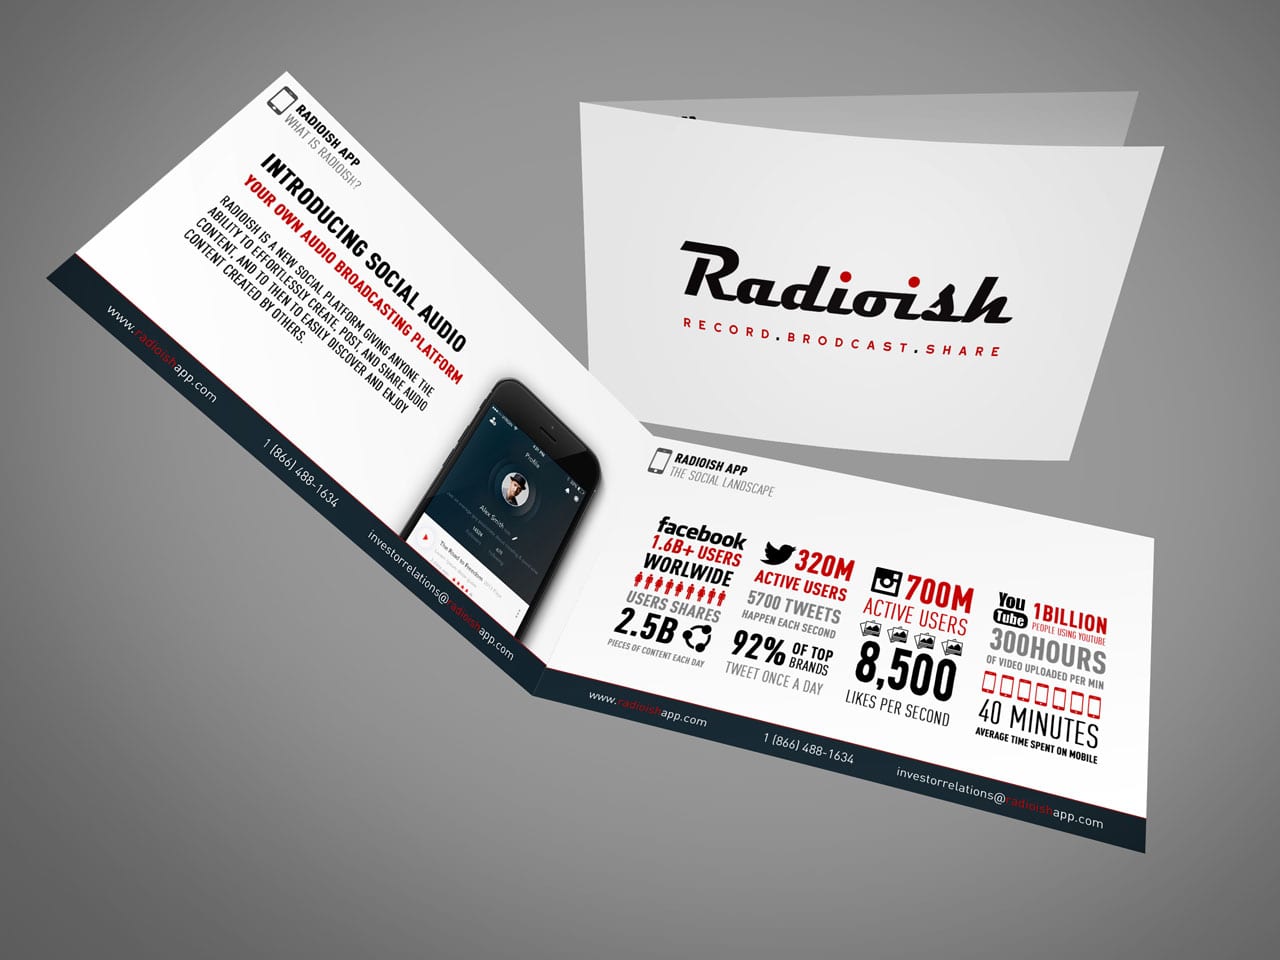 RADIOISH APP
WHAT IS RADIOISH?
INTRODUCING SOCIAL AUDIO
YOUR OWN AUDIO BROADCASTING PLATFORM
RADIOISH IS A NEW SOCIAL PLATFORM GIVING ANYONE THE
ABILITY TO EFFORTLESSLY CREATE, POST, AND SHARE AUDIO
CONTENT, AND TO THEN TO EASILY DISCOVER AND ENJOY
CONTENT CREATED BY OTHERS.
www.radioishapp.com
1 (866) 488-1634
investorrelations@radioishapp.com
Profile
Alex Smith
The Road to Freedom
Radioish
RECORD.BRODCAST.SHARE
RADIOISH APP
THE SOCIAL LANDSCAPE
facebook
1.6B+ USERS
WORLWIDE
USERS SHARES
2.5B
PIECES OF CONTENT EACH DAY
320M
ACTIVE USERS
5700 TWEETS
HAPPEN EACH SECOND
92% OF TOP
BRANDS
TWEET ONCE A DAY
700M
ACTIVE USERS
8,500
LIKES PER SECOND
You
Tube
1BILLION
PEOPLE USING YOUTUBE
300HOURS
OF VIDEO UPLOADED PER MIN
40 MINUTES
AVERAGE TIME SPENT ON MOBILE
www.radioishapp.com
1 (866) 488-1634
investorrelations@radioishapp.com